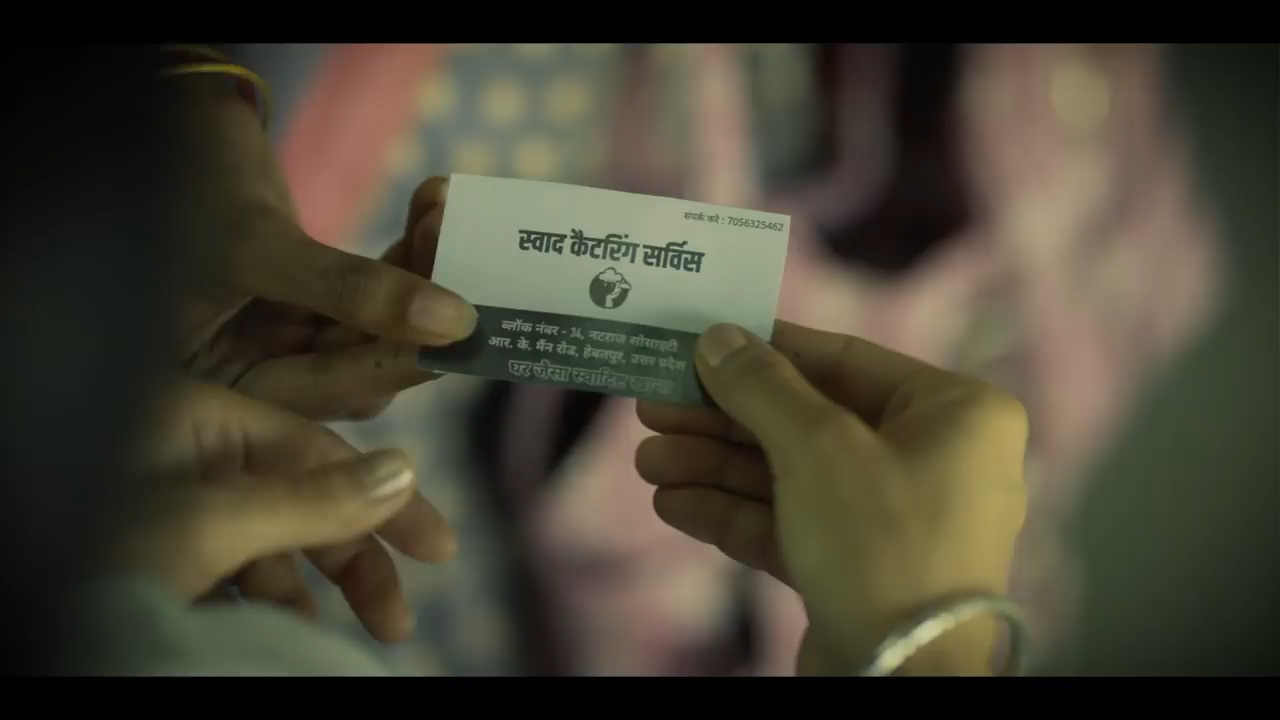 संपर्क करे : 7056325462
स्वाद कैटरिंग सर्विस
ब्लॉक नंबर - 34, नटराज सोसाइटी
आर. के. मैंन रोड, हेबतपुर, उत्तर प्रदेश
घर जैसा स्वादिष्ट खाना